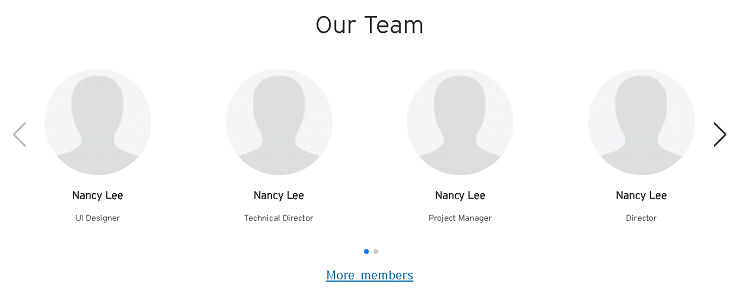 Our Team
Nancy Lee
Nancy Lee
Nancy Lee
Nancy Lee
UI Designer
Technical Director
Project Manager
Director
More members